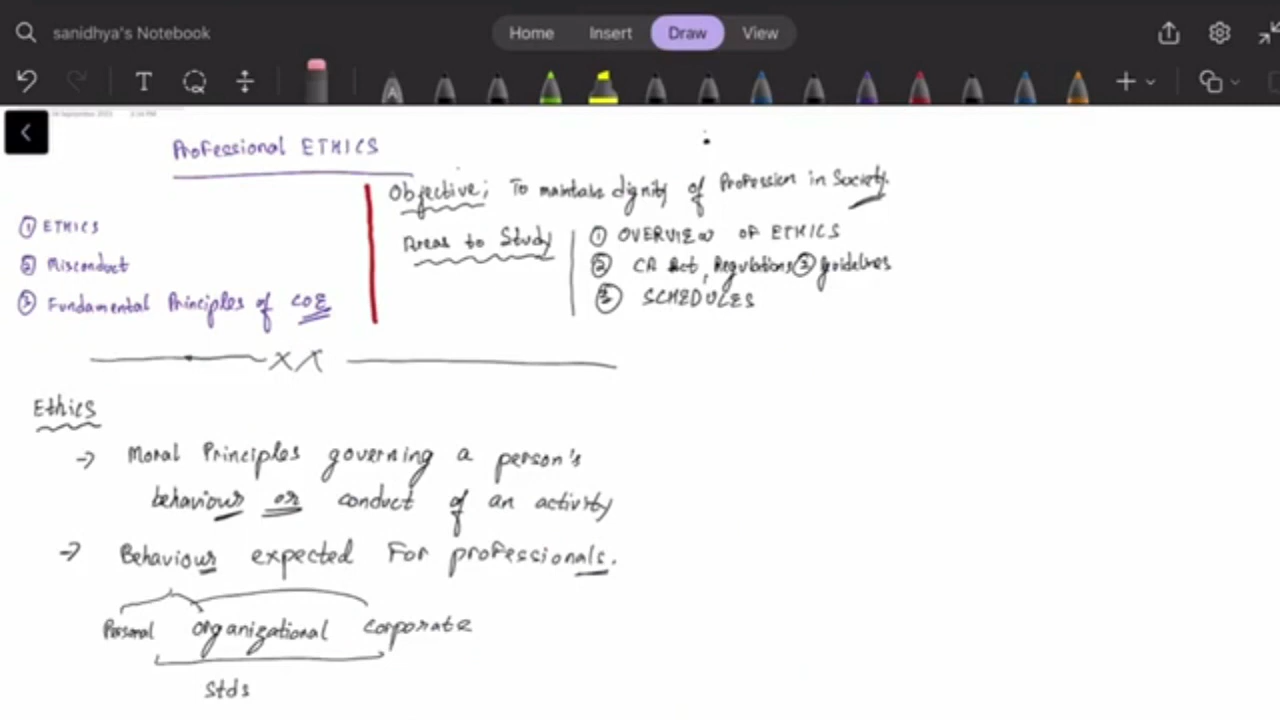 sanidhya's Notebook
Home Insert Draw View
T
A
Professional ETHICS
① ETHICS
② Misconduct
③ Fundamental Principles of COE
Objective; To maintain dignity of Profession in Society.
Areas to Study
① OVERVIEW OF ETHICS
② CA Act, Regulations ② guidelines
③ SCHEDULES
XX
Ethics
→ Moral Principles governing a person's
behaviour or conduct of an activity
→ Behaviour expected For professionals.
Personal organizational corporate
Stds